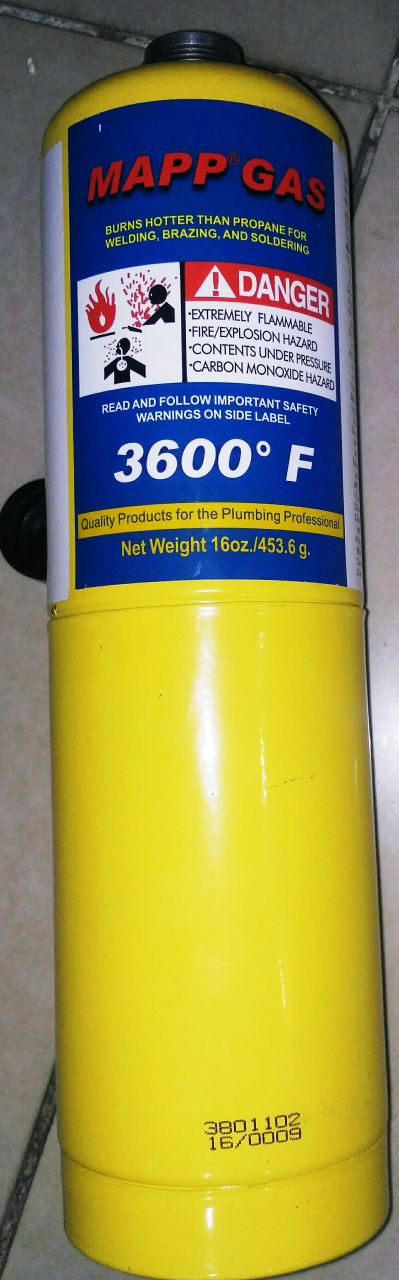 MAPP® GAS
BURNS HOTTER THAN PROPANE FOR
WELDING, BRAZING, AND SOLDERING
DANGER
•EXTREMELY FLAMMABLE
•FIRE/EXPLOSION HAZARD
•CONTENTS UNDER PRESSURE
•CARBON MONOXIDE HAZARD
READ AND FOLLOW IMPORTANT SAFETY
WARNINGS ON SIDE LABEL
3600° F
Quality Products for the Plumbing Professional
Net Weight 16oz./453.6 g.
3801102
16/0009